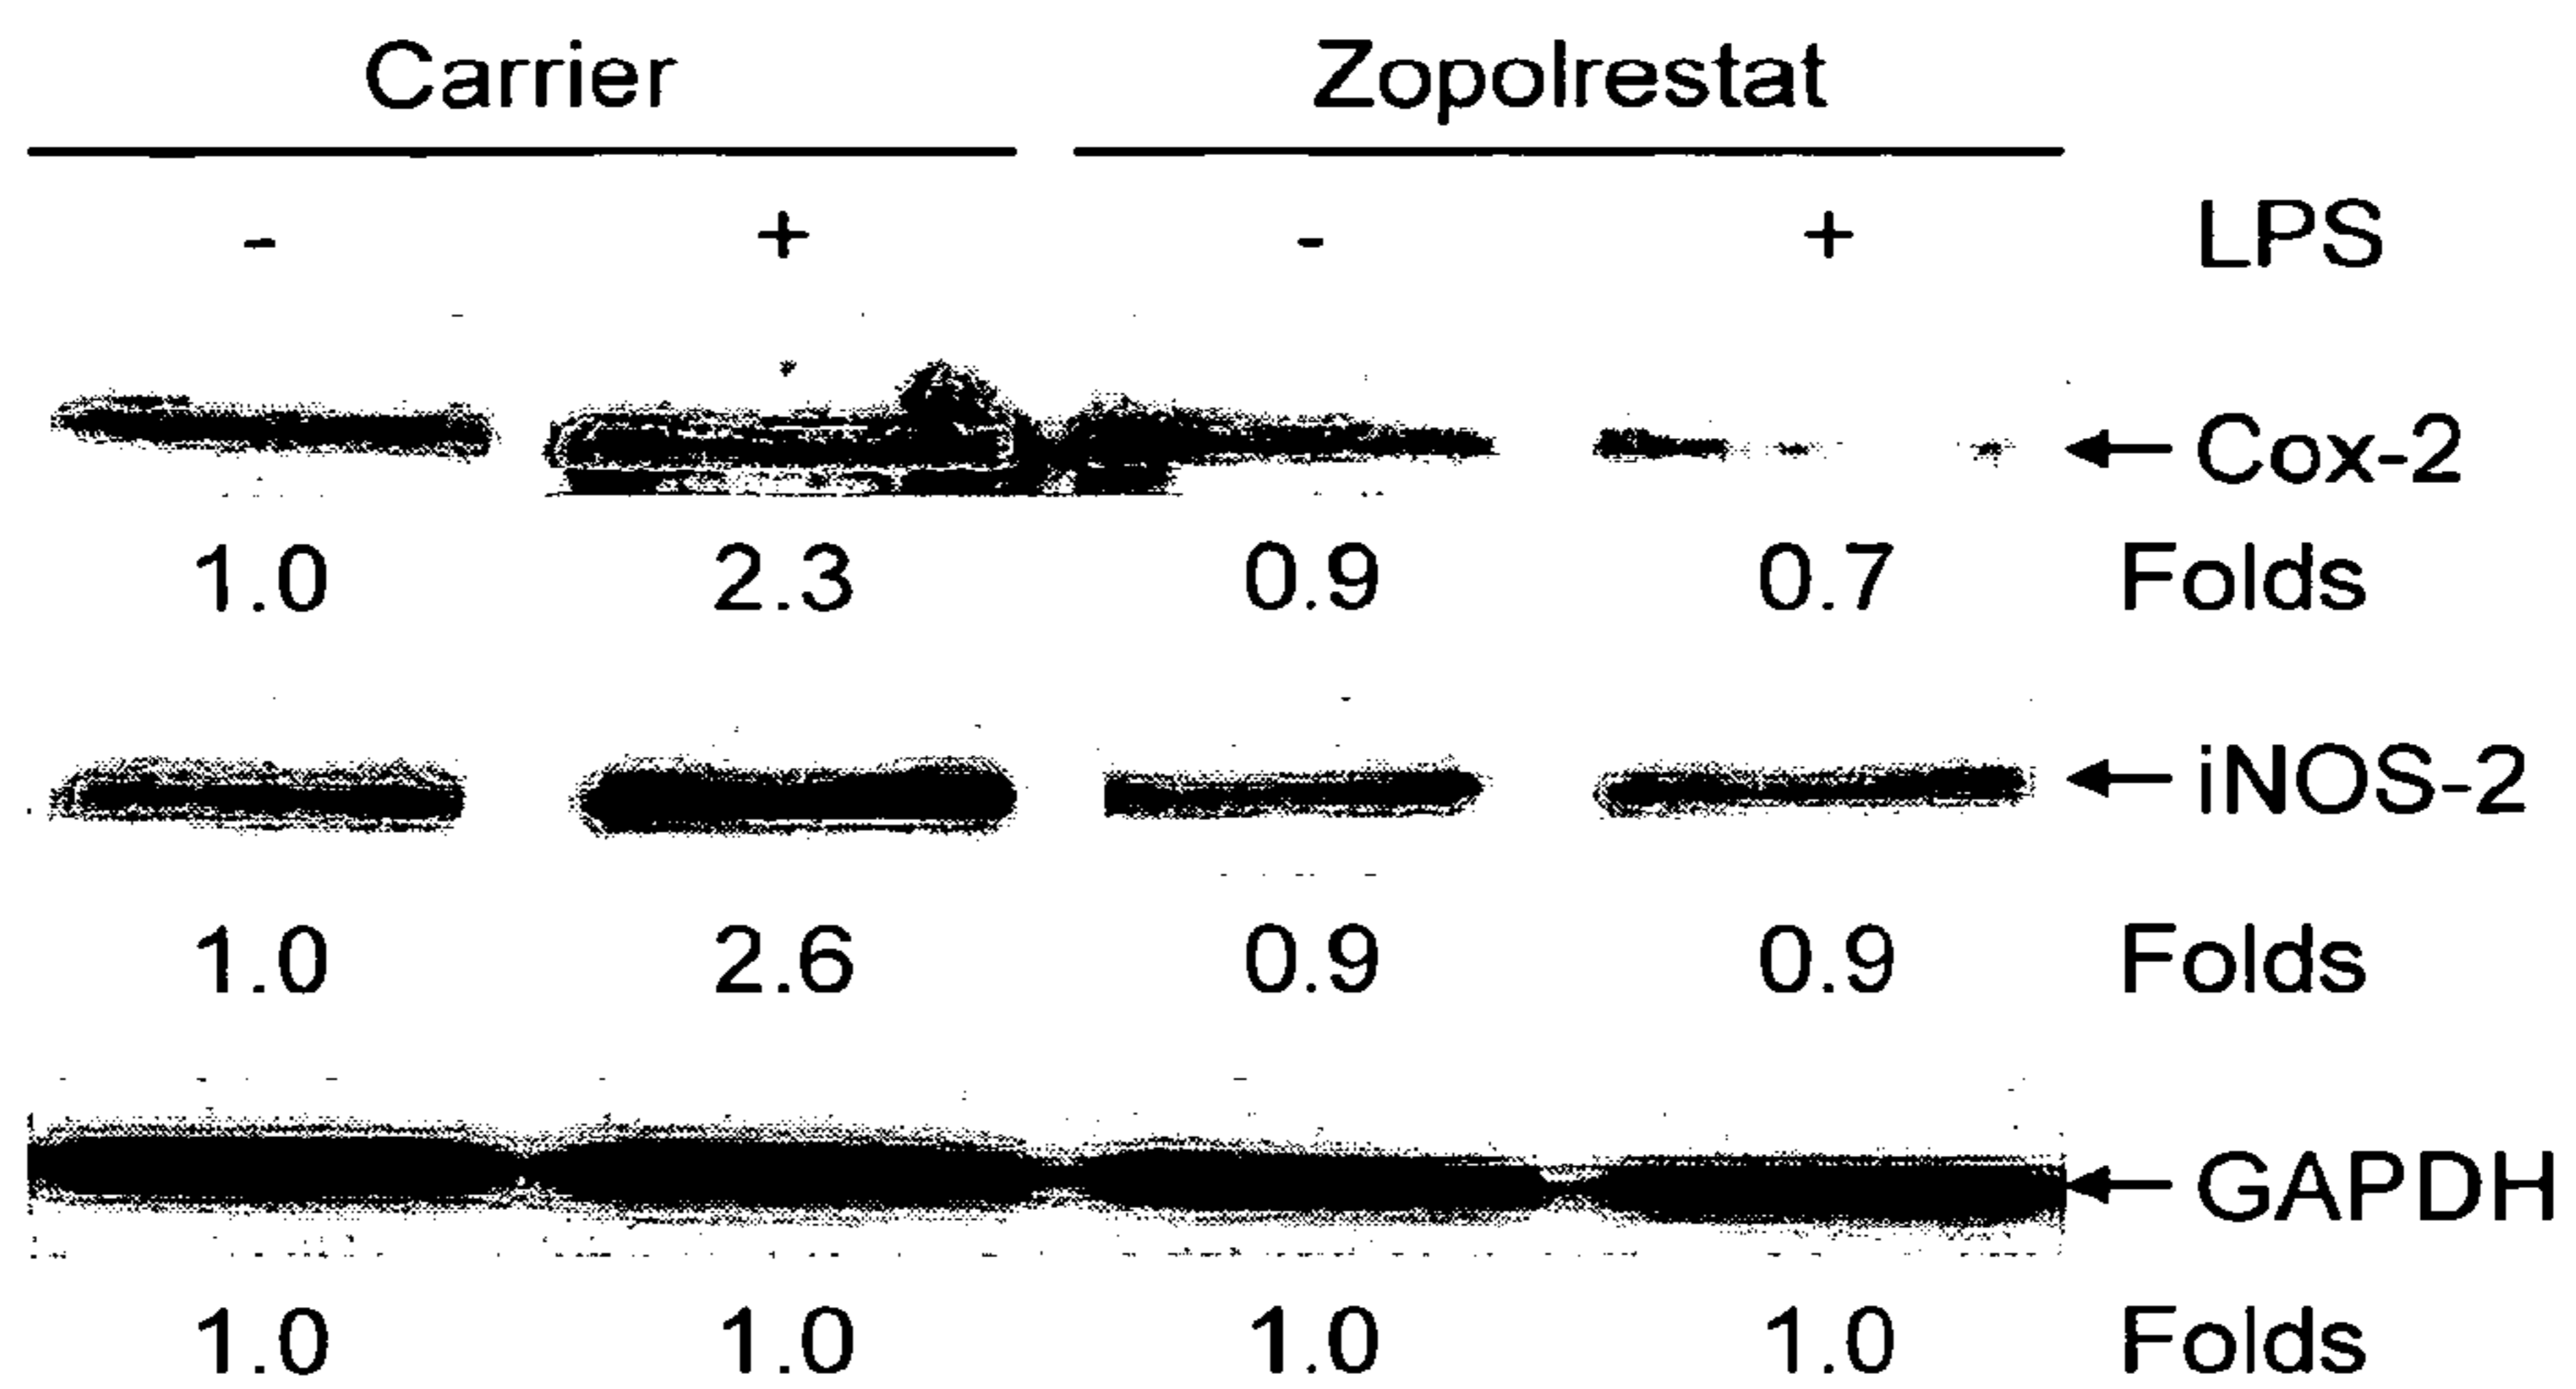 Carrier Zopolrestat
- + - + LPS
Cox-2
1.0 2.3 0.9 0.7 Folds
iNOS-2
1.0 2.6 0.9 0.9 Folds
GAPDH
1.0 1.0 1.0 1.0 Folds